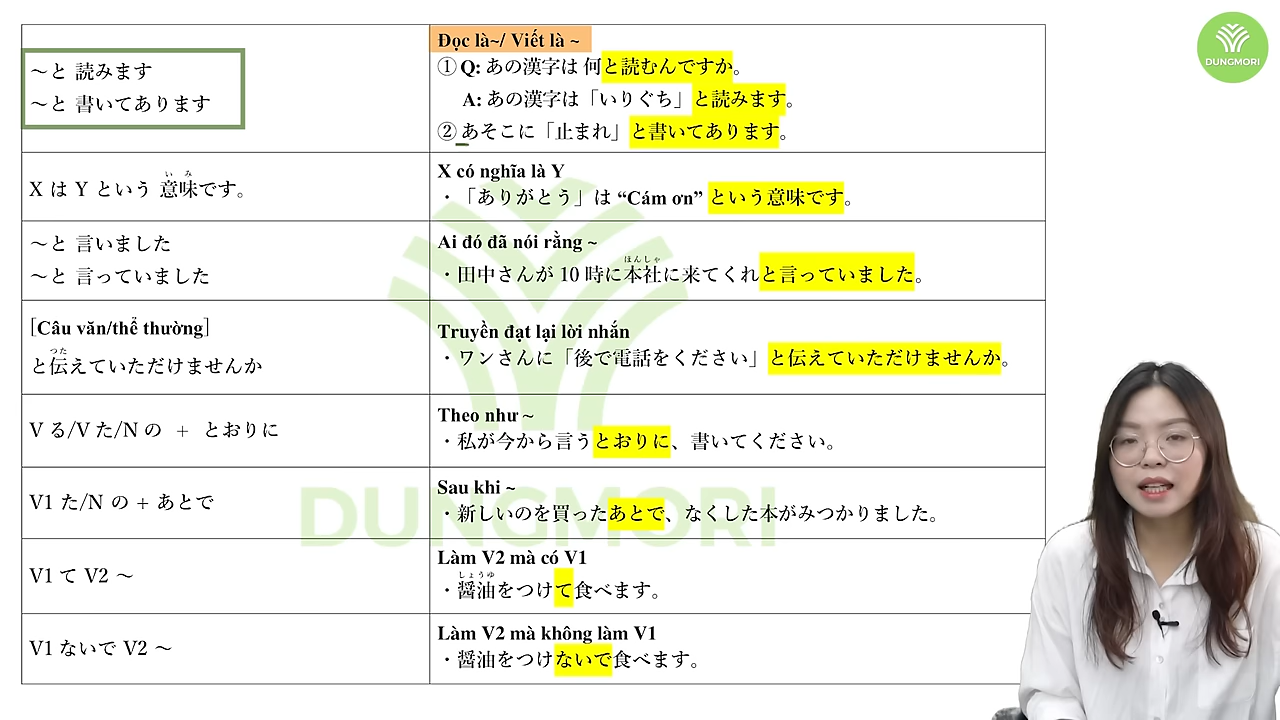 ～と 読みます
～と 書いてあります
Đọc là~/ Viết là ~
① Q: あの漢字は 何と読むんですか。
A: あの漢字は「いりぐち」と読みます。
② あそこに「止まれ」と書いてあります。
い み
X は Y という 意味です。
X có nghĩa là Y
・「ありがとう」は “Cám ơn” という意味です。
～と 言いました
～と 言っていました
Ai đó đã nói rằng ~
ほんしゃ
・田中さんが 10 時に本社に来てくれと言っていました。
[Câu văn/thể thường]
つた
と伝えていただけませんか
Truyền đạt lại lời nhắn
・ワンさんに「後で電話をください」と伝えていただけませんか。
V る/V た/N の ＋ とおりに
Theo như ~
・私が今から言うとおりに、書いてください。
V1 た/N の + あとで
Sau khi ~
・新しいのを買ったあとで、なくした本がみつかりました。
V1 て V2 ～
Làm V2 mà có V1
しょうゆ
・醤油をつけて食べます。
V1 ないで V2 ～
Làm V2 mà không làm V1
・醤油をつけないで食べます。
DUNGMORI
DUNGMORI